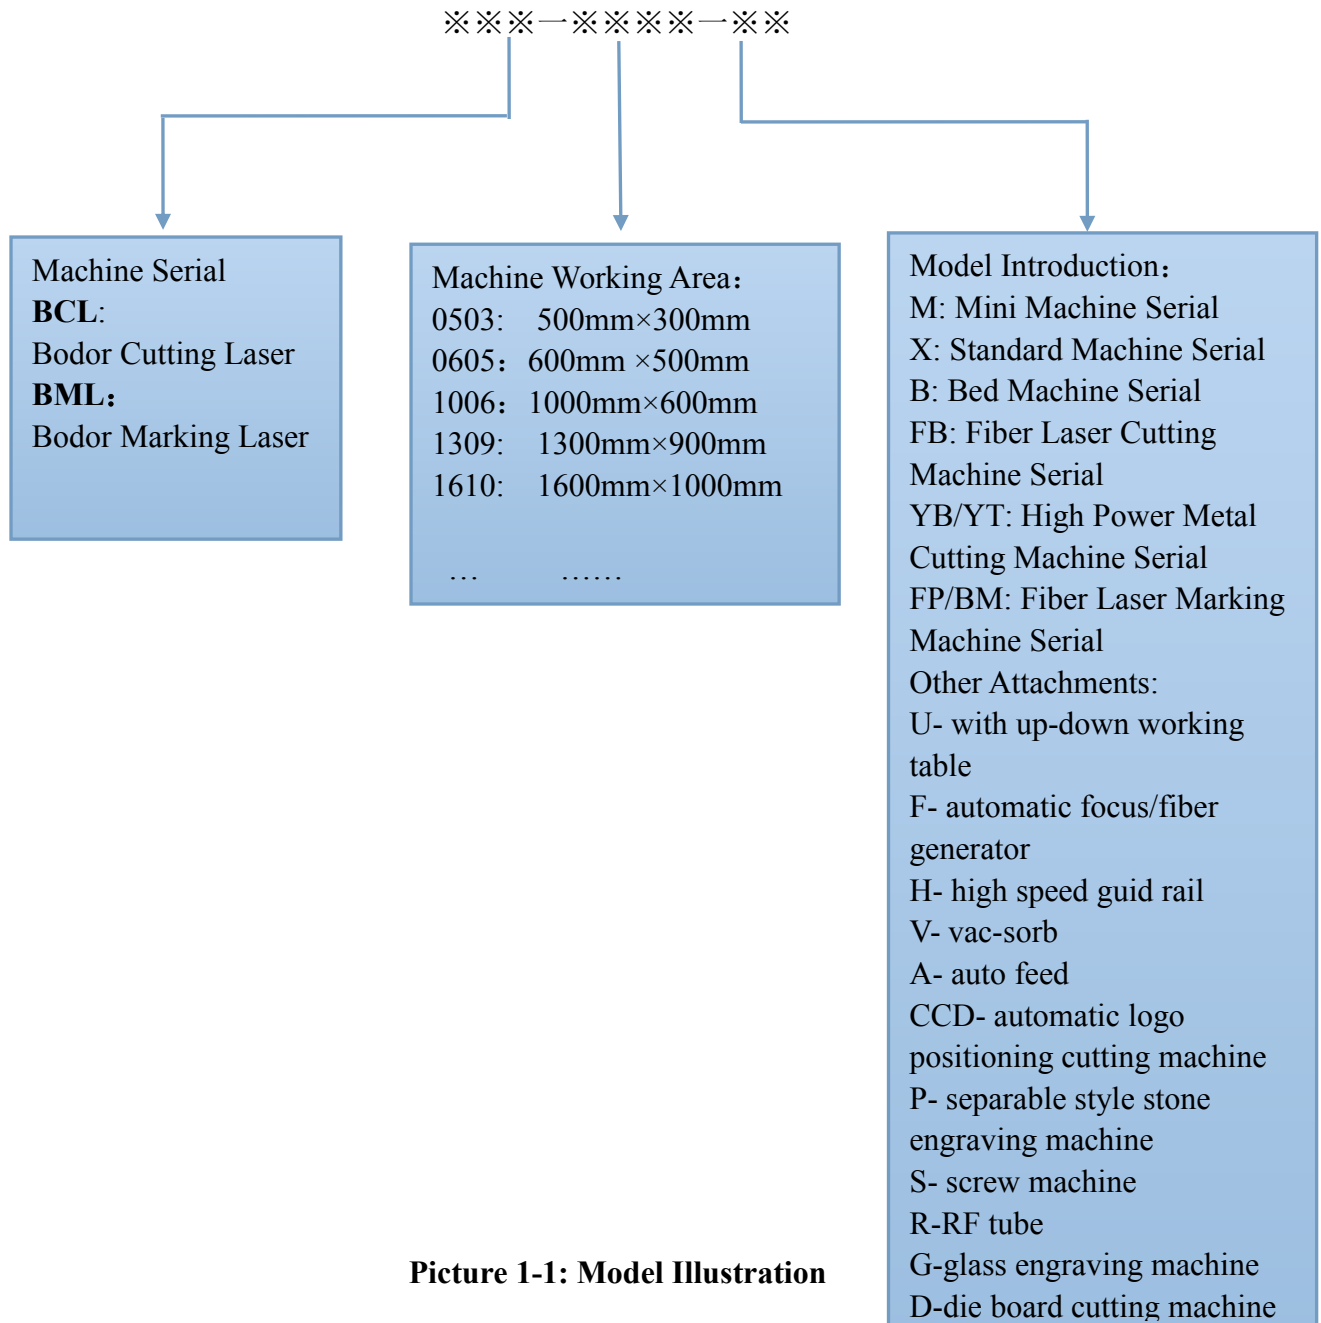 ※※※一※※※※一※※
Machine Serial
BCL:
Bodor Cutting Laser
BML：
Bodor Marking Laser
Machine Working Area：
0503: 500mm×300mm
0605：600mm ×500mm
1006：1000mm×600mm
1309: 1300mm×900mm
1610: 1600mm×1000mm
… ……
Model Introduction：
M: Mini Machine Serial
X: Standard Machine Serial
B: Bed Machine Serial
FB: Fiber Laser Cutting
Machine Serial
YB/YT: High Power Metal
Cutting Machine Serial
FP/BM: Fiber Laser Marking
Machine Serial
Other Attachments:
U- with up-down working
table
F- automatic focus/fiber
generator
H- high speed guid rail
V- vac-sorb
A- auto feed
CCD- automatic logo
positioning cutting machine
P- separable style stone
engraving machine
S- screw machine
R-RF tube
G-glass engraving machine
D-die board cutting machine
Picture 1-1: Model Illustration